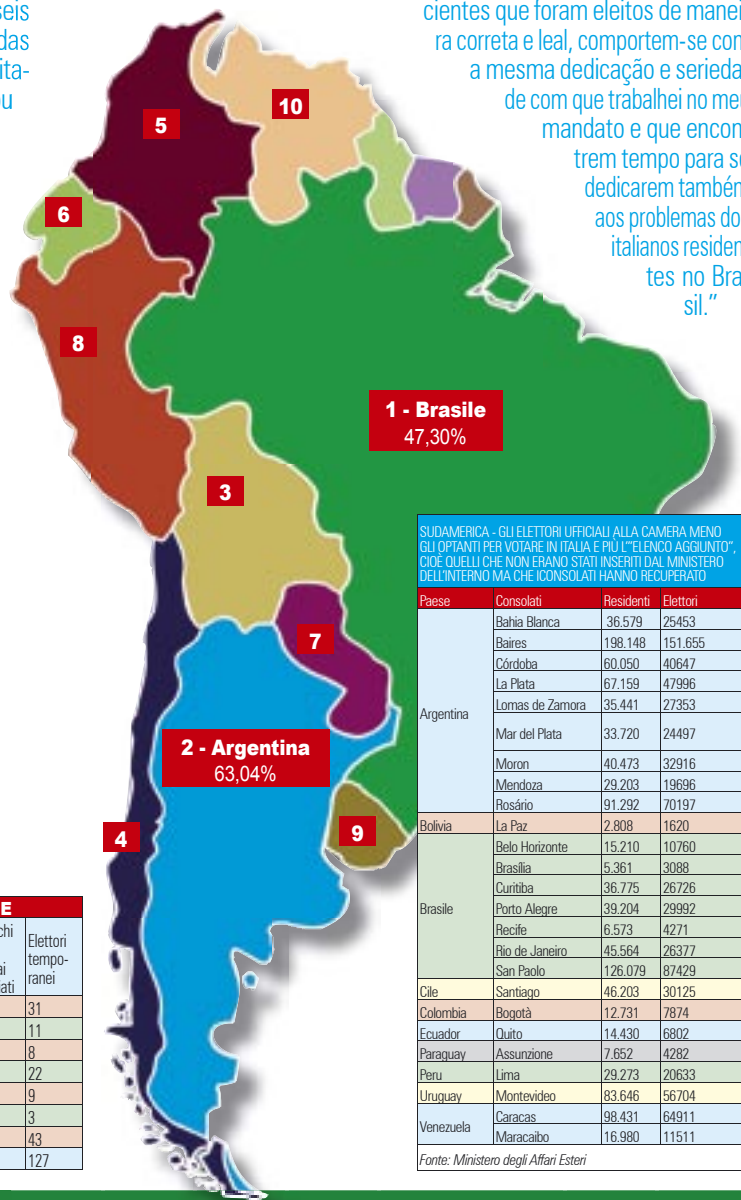 seis
das
ita-
ou
cientes que foram eleitos de manei-
ra correta e leal, comportem-se com
a mesma dedicação e serieda-
de com que trabalhei no meu
mandato e que encon-
trem tempo para se
dedicarem também
aos problemas do
italianos residen-
tes no Bra-
sil.”
5
10
6
8
1 - Brasile
47,30%
3
7
2 - Argentina
63,04%
4
9
SUDAMERICA - GLI ELETTORI UFFICIALI ALLA CAMERA MENO
GLI OPTANTI PER VOTARE IN ITALIA E PIÙ L'"ELENCO AGGIUNTO",
CIOÈ QUELLI CHE NON ERANO STATI INSERITI DAL MINISTERO
DELL'INTERNO MA CHE ICONSOLATI HANNO RECUPERATO
Paese Consolati Residenti Elettori
Argentina
Bahia Blanca 36.579 25453
Baires 198.148 151.655
Córdoba 60.050 40647
La Plata 67.159 47996
Lomas de Zamora 35.441 27353
Mar del Plata 33.720 24497
Moron 40.473 32916
Mendoza 29.203 19696
Rosário 91.292 70197
Bolivia La Paz 2.808 1620
Brasile
Belo Horizonte 15.210 10760
Brasília 5.361 3088
Curitiba 36.775 26726
Porto Alegre 39.204 29992
Recife 6.573 4271
Rio de Janeiro 45.564 26377
San Paolo 126.079 87429
Cile Santiago 46.203 30125
Colombia Bogotà 12.731 7874
Ecuador Quito 14.430 6802
Paraguay Assunzione 7.652 4282
Peru Lima 29.273 20633
Uruguay Montevideo 83.646 56704
Venezuela
Caracas 98.431 64911
Maracaibo 16.980 11511
Fonte: Ministero degli Affari Esteri
E
chi
ai
ati
Elettori
tempo-
ranei
31
11
8
22
9
3
43
127